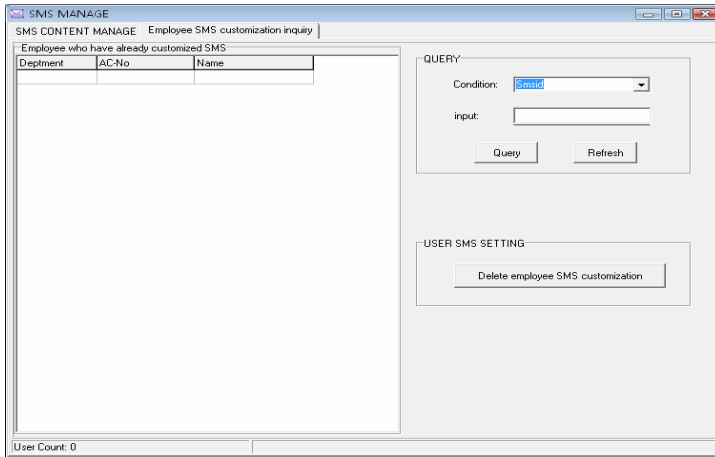 SMS MANAGE
SMS CONTENT MANAGE Employee SMS customization inquiry
Employee who have already customized SMS
Deptment AC-No Name
QUERY
Condition: Smsid
input:
Query Refresh
USER SMS SETTING
Delete employee SMS customization
User Count: 0